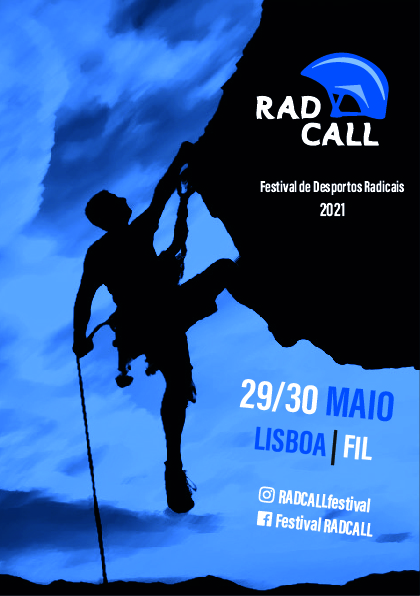 RAD
CALL
Festival de Desportos Radicais
2021
29/30 MAIO
LISBOA | FIL
RADCALLfestival
Festival RADCALL